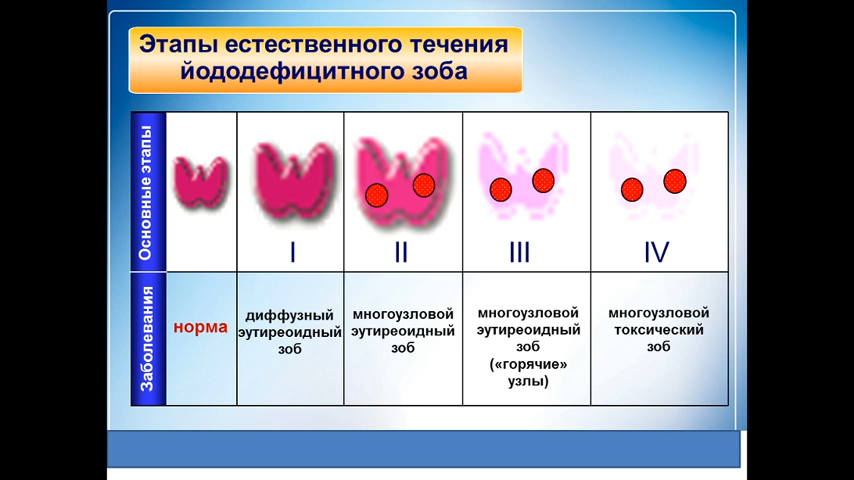 Этапы естественного течения
йододефицитного зоба
Основные этапы
I
II
III
IV
Заболевания
норма
диффузный
эутиреоидный
зоб
многоузловой
эутиреоидный
зоб
многоузловой
эутиреоидный
зоб
(«горячие»
узлы)
многоузловой
токсический
зоб